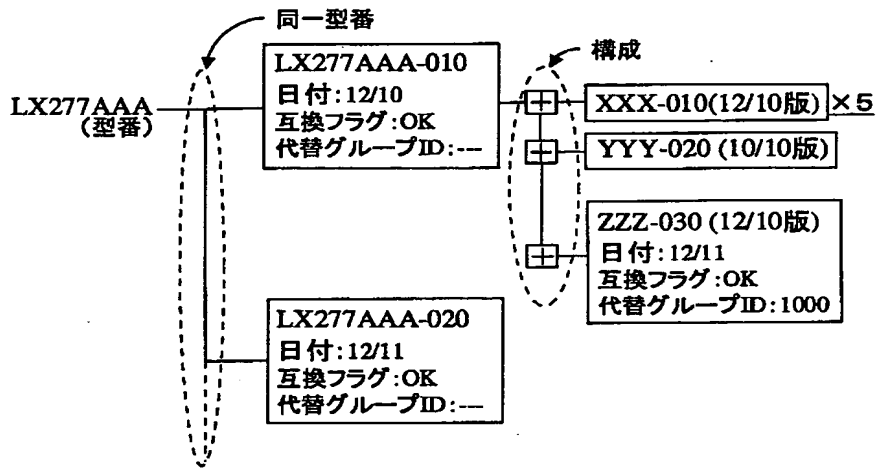 同一型番
構成
LX277AAA
(型番)
LX277AAA-010
日付:12/10
互換フラグ:OK
代替グループID:---
XXX-010(12/10版)×5
YYY-020 (10/10版)
ZZZ-030 (12/10版)
日付:12/11
互換フラグ:OK
代替グループID:1000
LX277AAA-020
日付:12/11
互換フラグ:OK
代替グループID:---